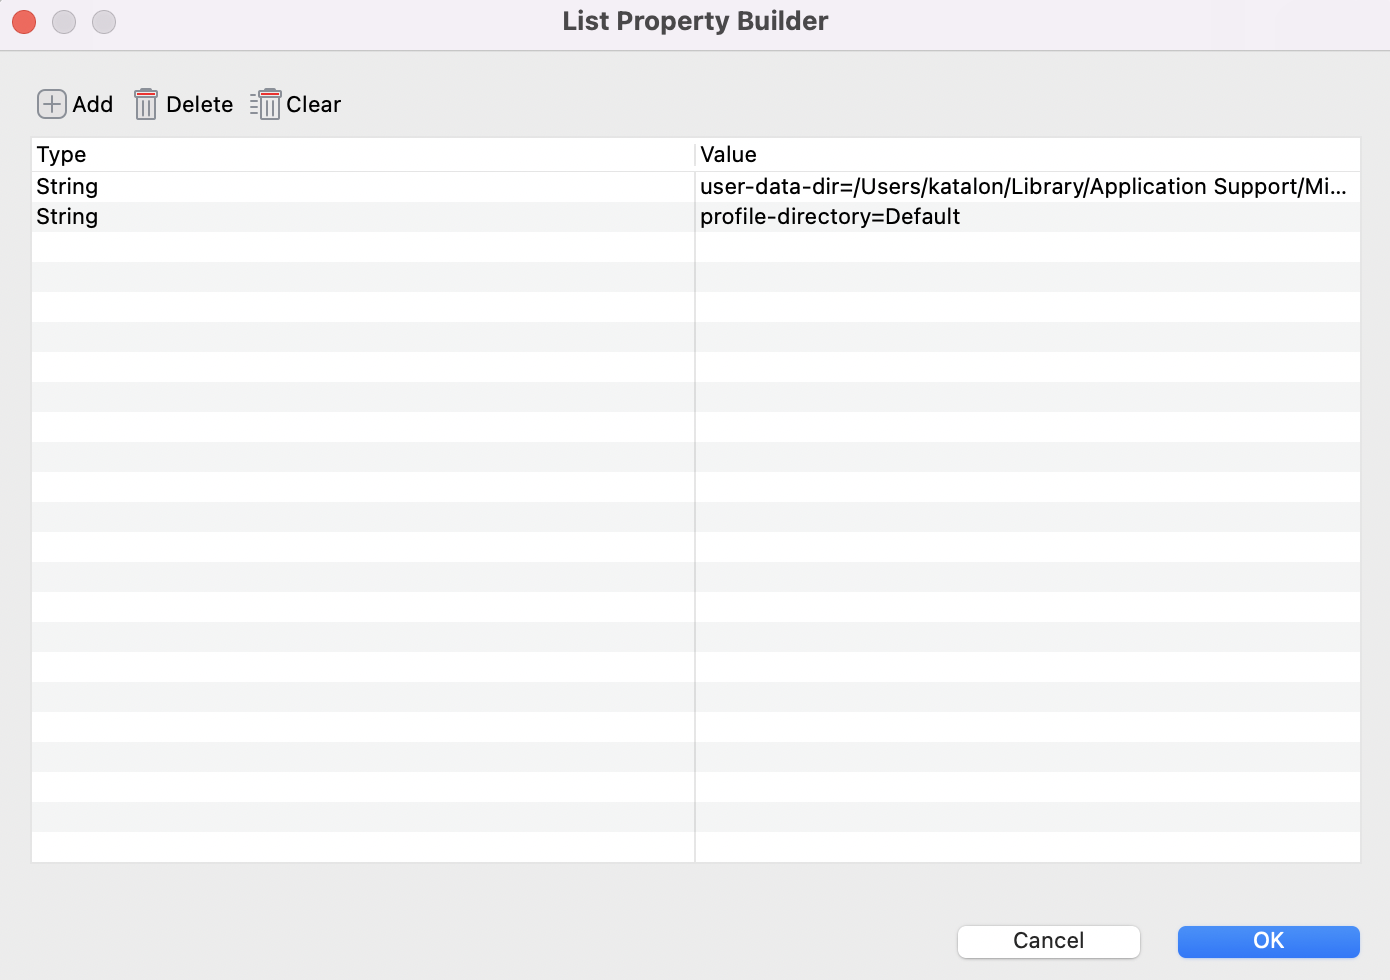 List Property Builder
Add Delete Clear
Type Value
String user-data-dir=/Users/katalon/Library/Application Support/Mi...
String profile-directory=Default
Cancel OK